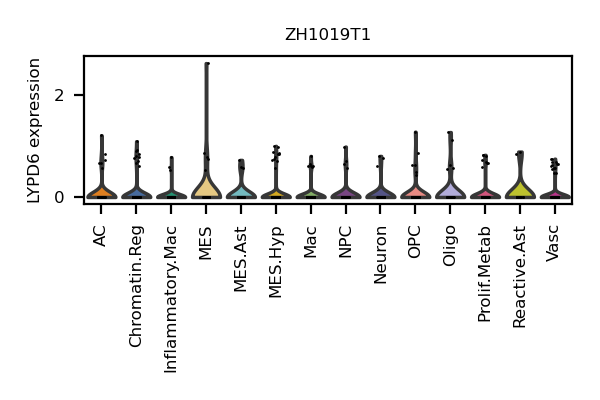 ZH1019T1
LYPD6 expression
2
0
AC
Chromatin.Reg
Inflammatory.Mac
MES
MES.Ast
MES.Hyp
Mac
NPC
Neuron
OPC
Oligo
Prolif.Metab
Reactive.Ast
Vasc